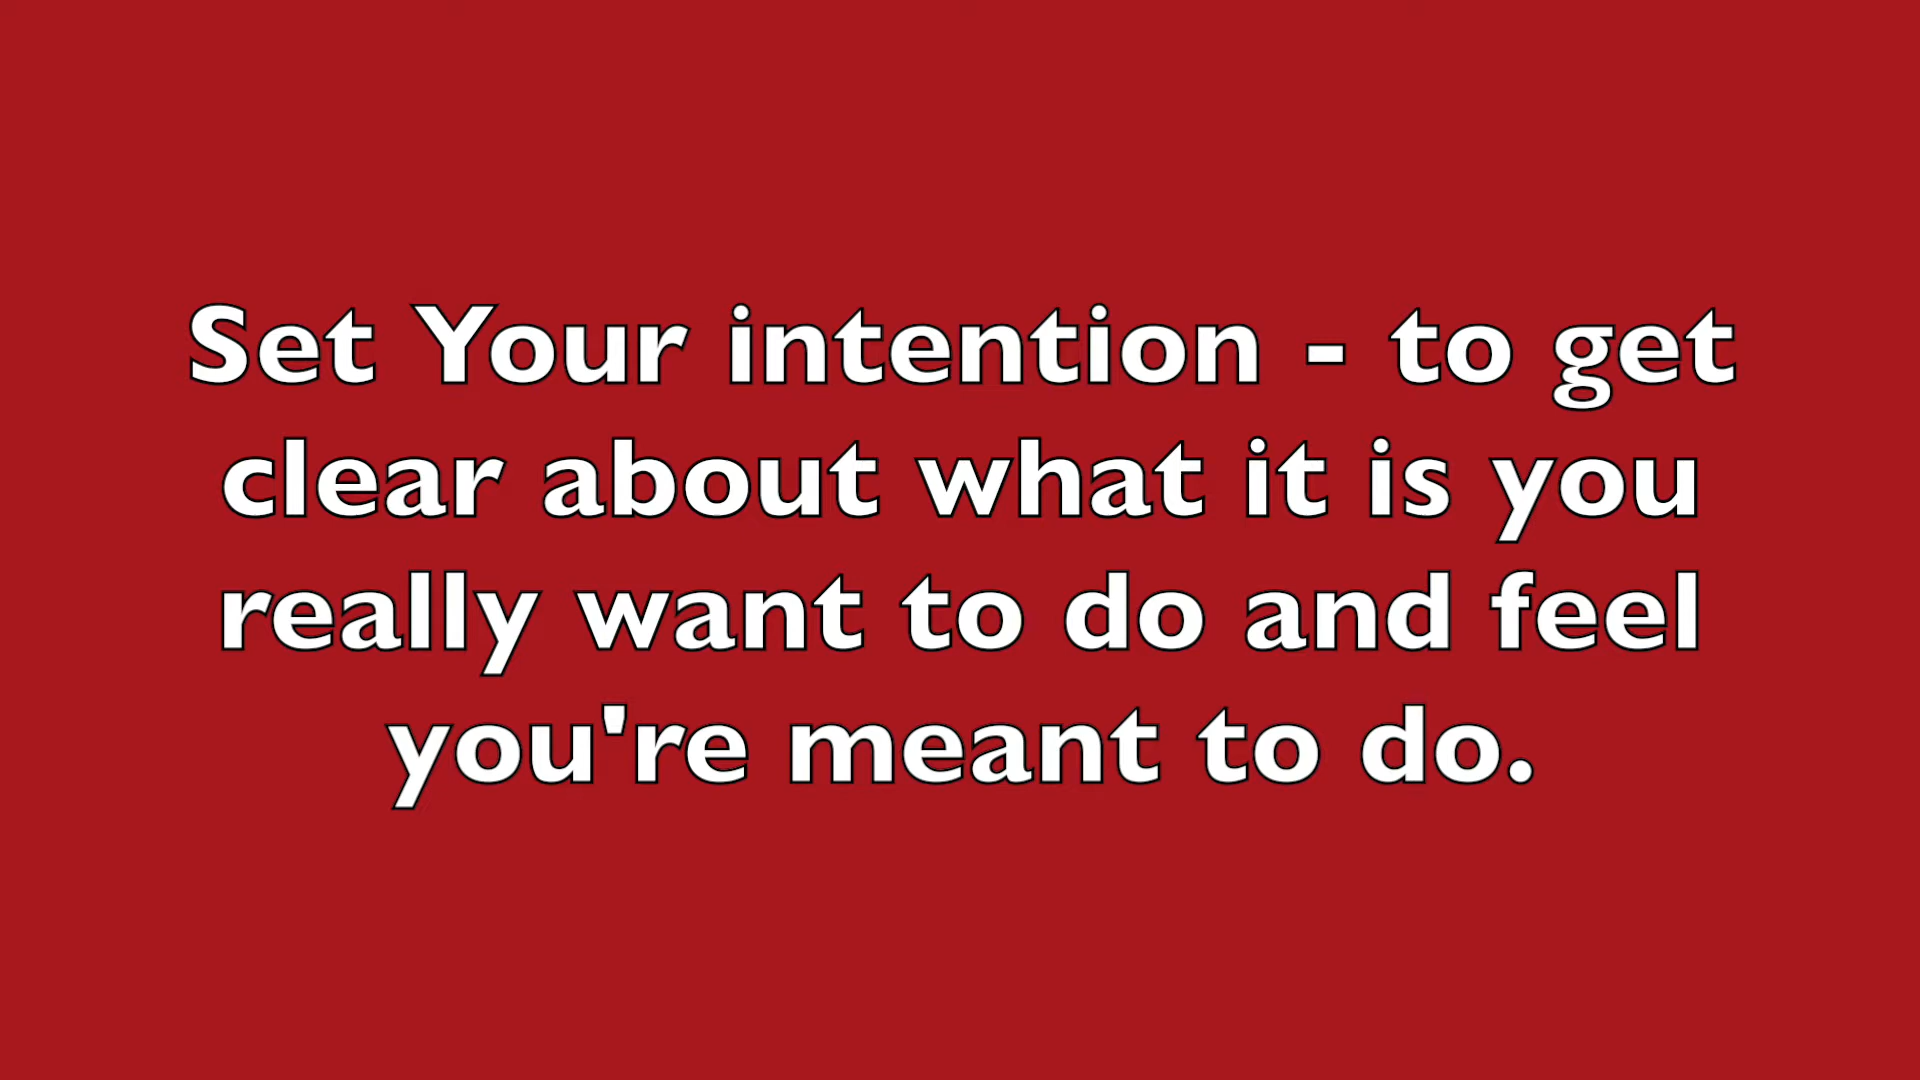 Set Your intention - to get
clear about what it is you
really want to do and feel
you're meant to do.